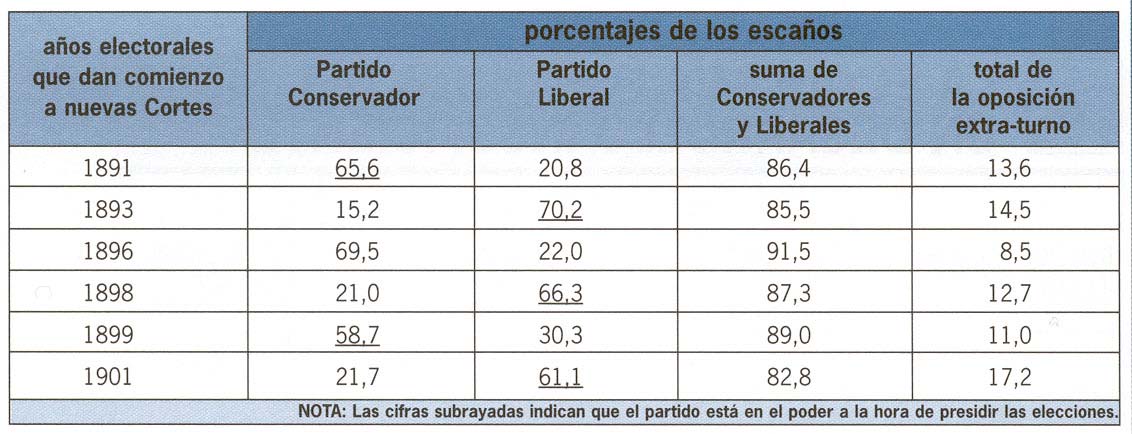 años electorales
que dan comienzo
a nuevas Cortes
porcentajes de los escaños
Partido
Conservador
Partido
Liberal
suma de
Conservadores
y Liberales
total de
la oposición
extra-turno
1891 65,6 20,8 86,4 13,6
1893 15,2 70,2 85,5 14,5
1896 69,5 22,0 91,5 8,5
1898 21,0 66,3 87,3 12,7
1899 58,7 30,3 89,0 11,0
1901 21,7 61,1 82,8 17,2
NOTA: Las cifras subrayadas indican que el partido está en el poder a la hora de presidir las elecciones.